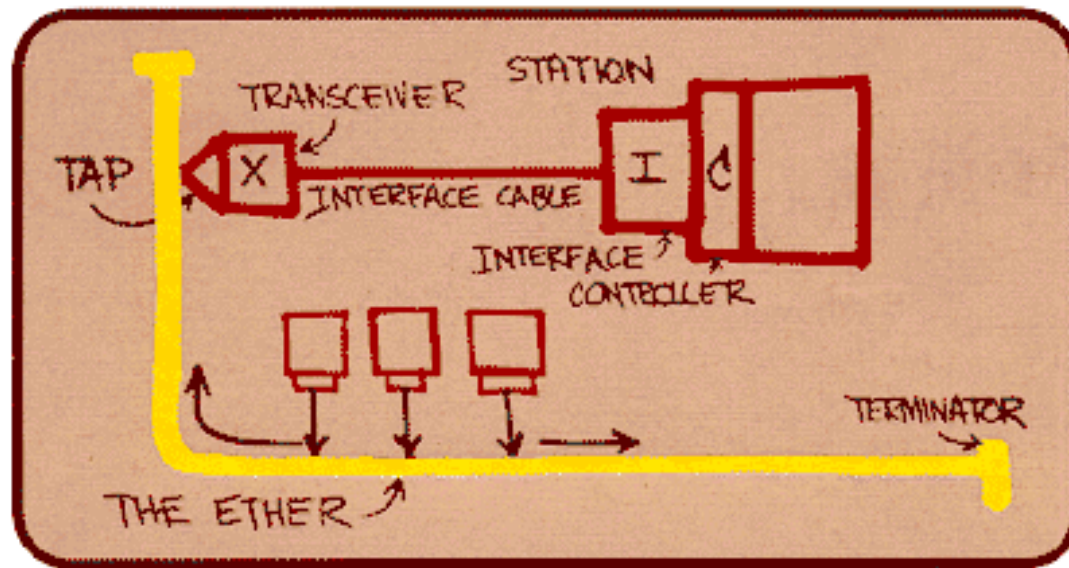 STATION
TRANSCEIVER
TAP
X
I
C
INTERFACE CABLE
INTERFACE
CONTROLLER
TERMINATOR
THE ETHER